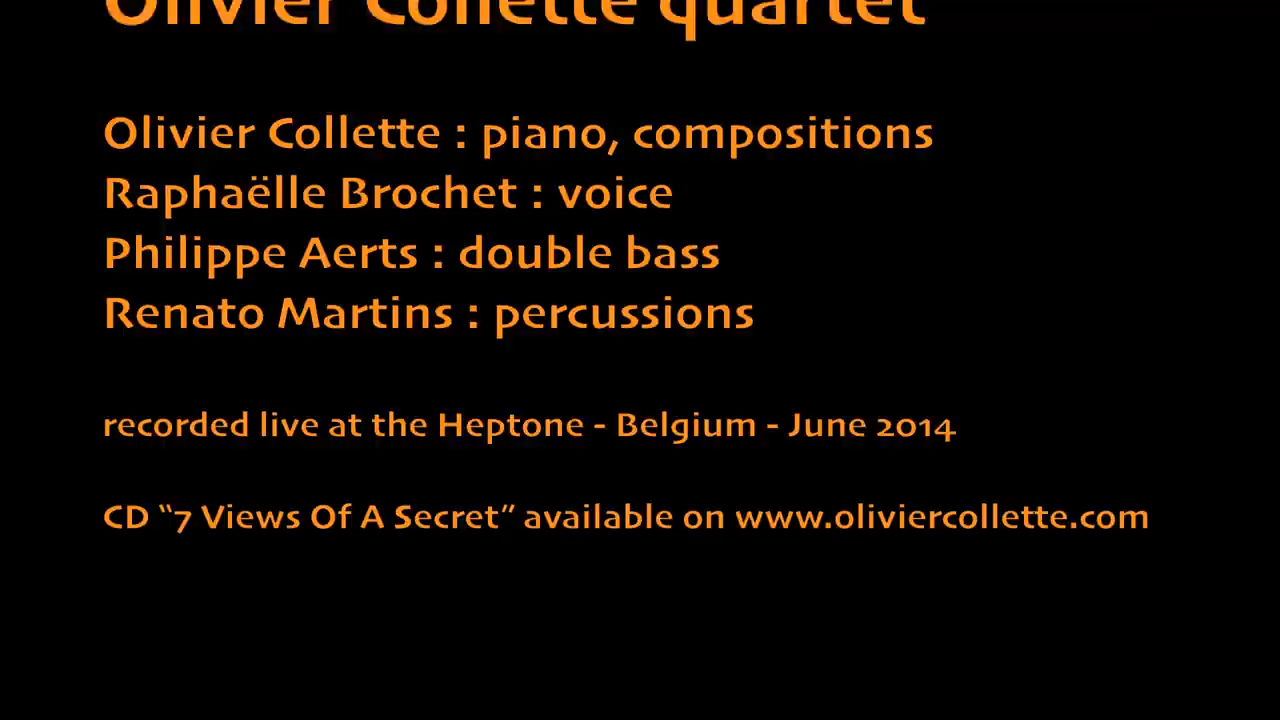 Olivier Collette quartet
Olivier Collette : piano, compositions
Raphaëlle Brochet : voice
Philippe Aerts : double bass
Renato Martins : percussions
recorded live at the Heptone - Belgium - June 2014
CD “7 Views Of A Secret” available on www.oliviercollette.com